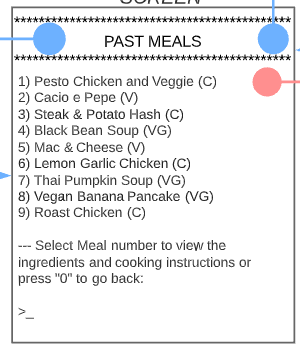 SCREEN
****************************************************
PAST MEALS
****************************************************
1) Pesto Chicken and Veggie (C)
2) Cacio e Pepe (V)
3) Steak & Potato Hash (C)
4) Black Bean Soup (VG)
5) Mac & Cheese (V)
6) Lemon Garlic Chicken (C)
7) Thai Pumpkin Soup (VG)
8) Vegan Banana Pancake (VG)
9) Roast Chicken (C)
--- Select Meal number to view the
ingredients and cooking instructions or
press "0" to go back:
>_